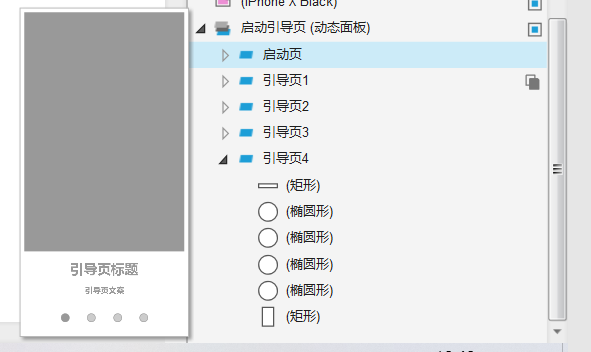 (iPhone X Black)
启动引导页 (动态面板)
启动页
引导页1
引导页2
引导页3
引导页4
(矩形)
(椭圆形)
(椭圆形)
(椭圆形)
(椭圆形)
(矩形)
引导页标题
引导页文案